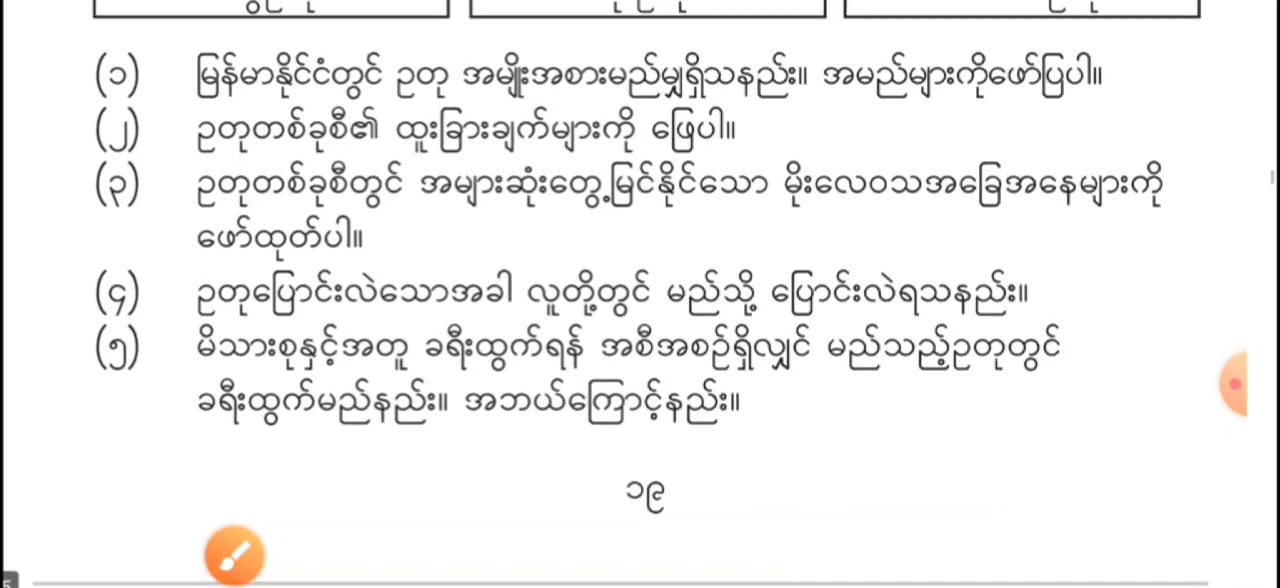 (၁) မြန်မာနိုင်ငံတွင် ဥတု အမျိုးအစားမည်မျှရှိသနည်း။ အမည်များကိုဖော်ပြပါ။
(၂) ဥတုတစ်ခုစီ၏ ထူးခြားချက်များကို ဖြေပါ။
(၃) ဥတုတစ်ခုစီတွင် အများဆုံးတွေ့မြင်နိုင်သော မိုးလေဝသအခြေအနေများကို
ဖော်ထုတ်ပါ။
(၄) ဥတုပြောင်းလဲသောအခါ လူတို့တွင် မည်သို့ ပြောင်းလဲရသနည်း။
(၅) မိသားစုနှင့်အတူ ခရီးထွက်ရန် အစီအစဉ်ရှိလျှင် မည်သည့်ဥတုတွင်
ခရီးထွက်မည်နည်း။ အဘယ်ကြောင့်နည်း။
၁၉